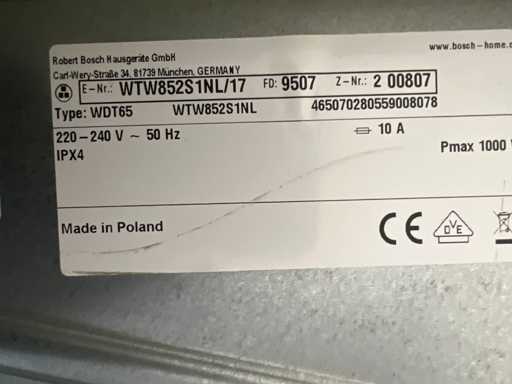 Robert Bosch Hausgeräte GmbH
www.bosch-home.c
Carl-Wery-Straße 34, 81739 München, GERMANY
E-Nr.: WTW852S1NL/17 FD: 9507 Z-Nr.: 2 00807
Type: WDT65 WTW852S1NL 465070280559008078
220-240 V ~ 50 Hz 10 A
IPX4 Pmax 1000 W
Made in Poland CE DVE